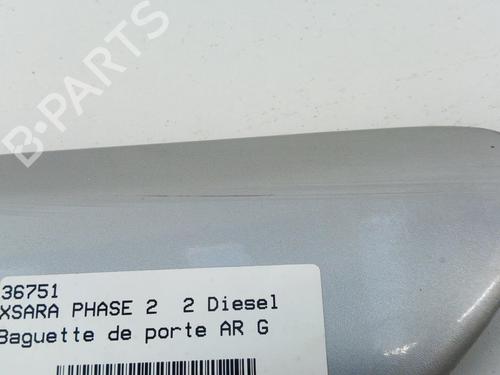 B-PARTS
36751
XSARA PHASE 2 2 Diesel
Baguette de porte AR G